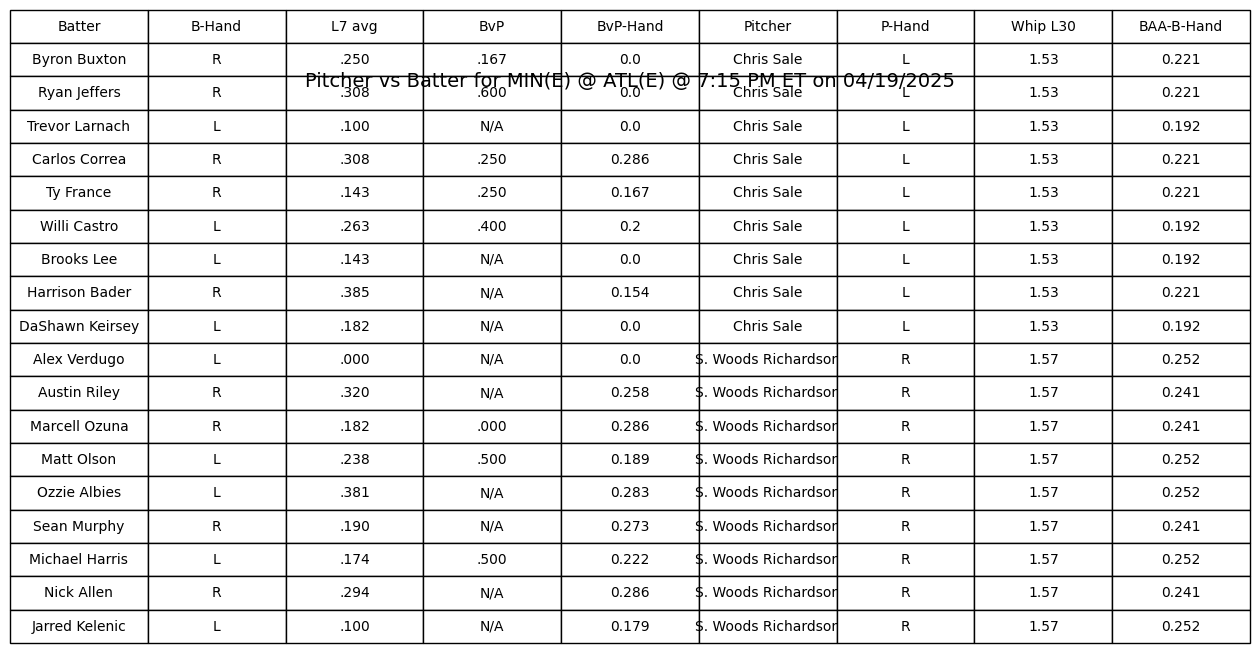 Batter B-Hand L7 avg BvP BvP-Hand Pitcher P-Hand Whip L30 BAA-B-Hand
Byron Buxton R .250 .167 0.0 Chris Sale L 1.53 0.221
Pitcher vs Batter for MIN(E) @ ATL(E) @ 7:15 PM ET on 04/19/2025
Ryan Jeffers R .308 .600 0.0 Chris Sale L 1.53 0.221
Trevor Larnach L .100 N/A 0.0 Chris Sale L 1.53 0.192
Carlos Correa R .308 .250 0.286 Chris Sale L 1.53 0.221
Ty France R .143 .250 0.167 Chris Sale L 1.53 0.221
Willi Castro L .263 .400 0.2 Chris Sale L 1.53 0.192
Brooks Lee L .143 N/A 0.0 Chris Sale L 1.53 0.192
Harrison Bader R .385 N/A 0.154 Chris Sale L 1.53 0.221
DaShawn Keirsey L .182 N/A 0.0 Chris Sale L 1.53 0.192
Alex Verdugo L .000 N/A 0.0 S. Woods Richardson R 1.57 0.252
Austin Riley R .320 N/A 0.258 S. Woods Richardson R 1.57 0.241
Marcell Ozuna R .182 .000 0.286 S. Woods Richardson R 1.57 0.241
Matt Olson L .238 .500 0.189 S. Woods Richardson R 1.57 0.252
Ozzie Albies L .381 N/A 0.283 S. Woods Richardson R 1.57 0.252
Sean Murphy R .190 N/A 0.273 S. Woods Richardson R 1.57 0.241
Michael Harris L .174 .500 0.222 S. Woods Richardson R 1.57 0.252
Nick Allen R .294 N/A 0.286 S. Woods Richardson R 1.57 0.241
Jarred Kelenic L .100 N/A 0.179 S. Woods Richardson R 1.57 0.252